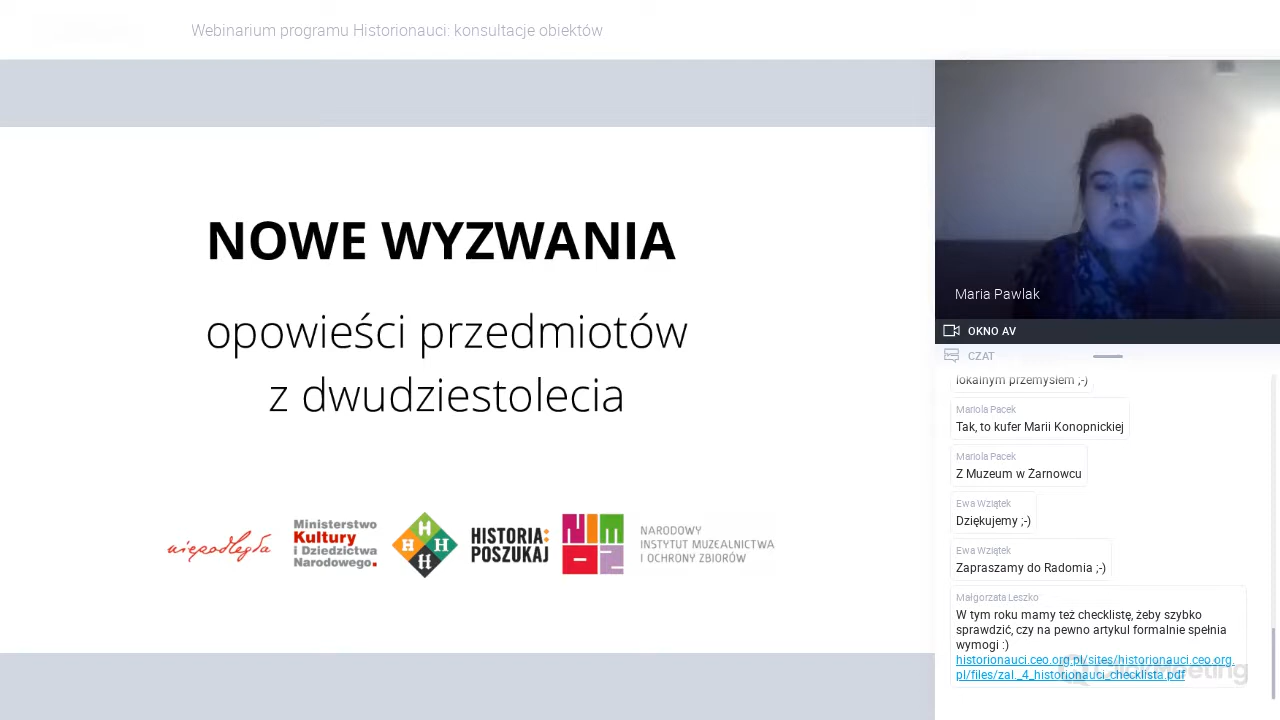 Webinarium programu Historionauci: konsultacje obiektów
NOWE WYZWANIA
opowieści przedmiotów
z dwudziestolecia
niepodległa
Ministerstwo
Kultury
i Dziedzictwa
Narodowego.
H
H H
H
HISTORIA:
POSZUKAJ
NIM
OZ
NARODOWY
INSTYTUT MUZEALNICTWA
I OCHRONY ZBIORÓW
Maria Pawlak
OKNO AV
CZAT
lokalnym przemysłem ;-)
Mariola Pacek
Tak, to kufer Marii Konopnickiej
Mariola Pacek
Z Muzeum w Żarnowcu
Ewa Wziątek
Dziękujemy ;-)
Ewa Wziątek
Zapraszamy do Radomia ;-)
Małgorzata Leszko
W tym roku mamy też checklistę, żeby szybko
sprawdzić, czy na pewno artykuł formalnie spełnia
wymogi :)
historionauci.ceo.org.pl/sites/historionauci.ceo.org.
pl/files/zal._4_historionauci_checklista.pdf
ClickMeeting